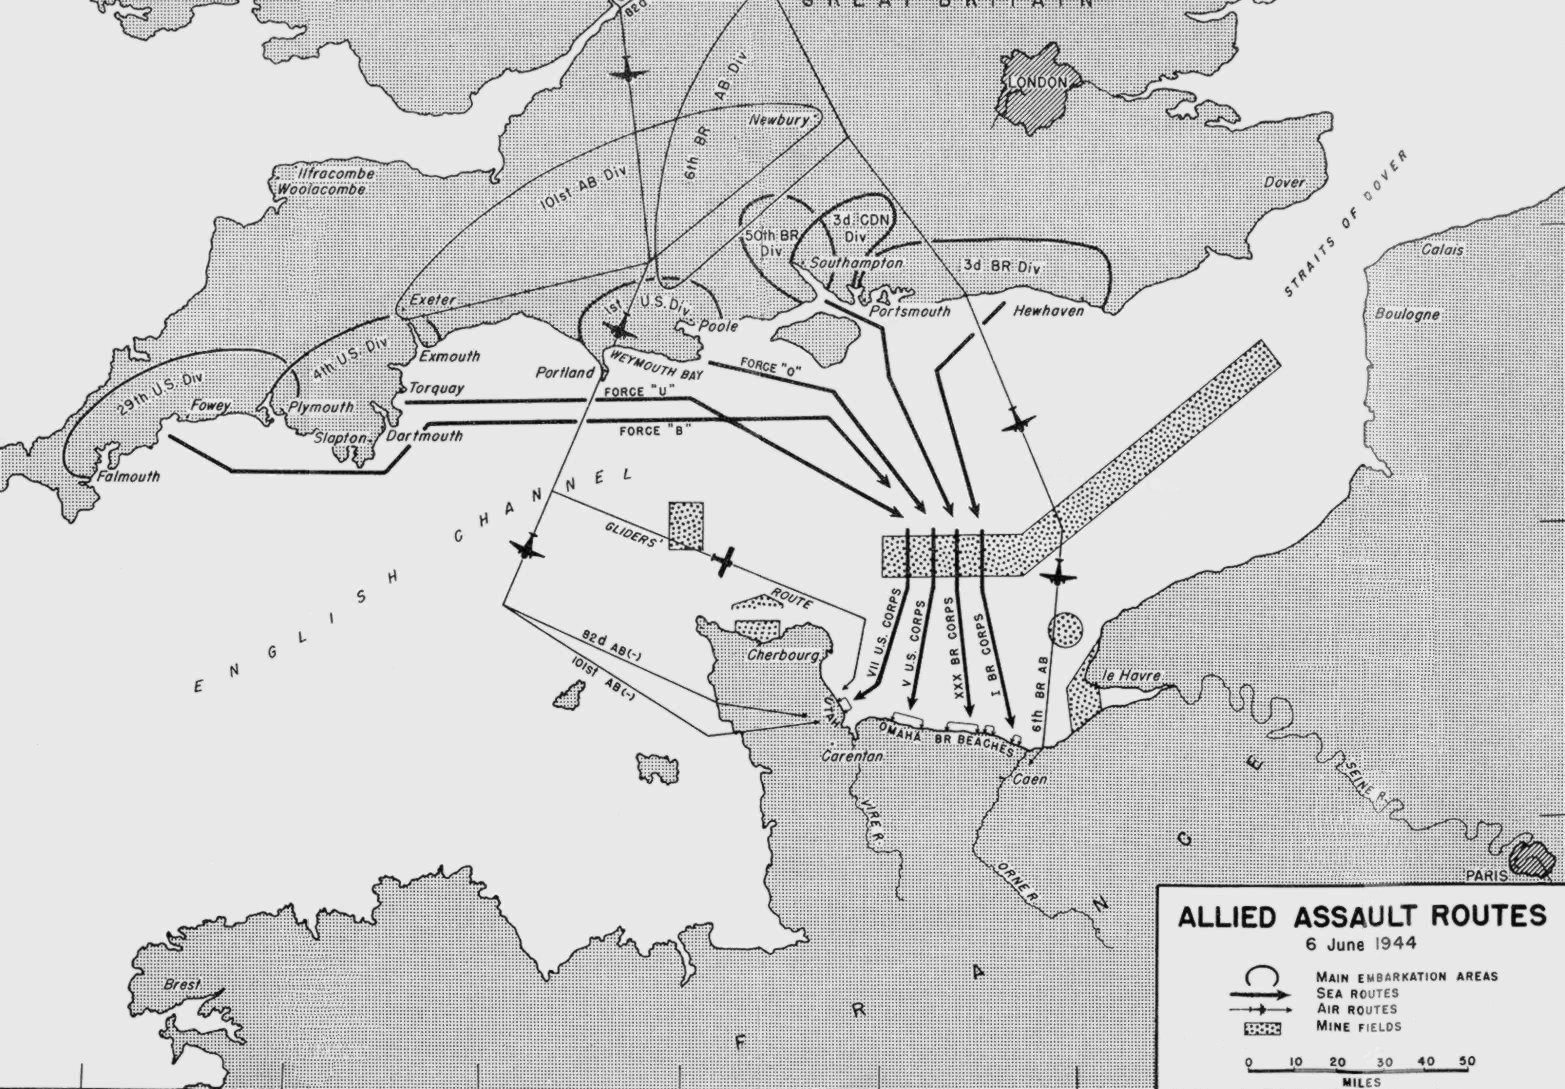 GREAT BRITAIN
82d
LONDON
AB. Div
6th BR
Newbury
101st AB. Div
Ilfracombe
Woolacombe
STRAITS OF DOVER
Dover
3d. CDN
Div
50th BR
Div
Southampton
3d. BR Div
Calais
Exeter
1st
U.S. Div.
Poole
Portsmouth
Hewhaven
Boulogne
4th U.S. Div
Exmouth
WEYMOUTH BAY
Portland
FORCE "O"
29th U.S. Div
Torquay
FORCE "U"
Fowey
Plymouth
Slapton
Dartmouth
FORCE "B"
Falmouth
ENGLISH CHANNEL
GLIDERS'
ROUTE
82d AB(-)
101st AB(-)
Cherbourg
VII U.S. CORPS
V U.S. CORPS
XXX BR CORPS
I BR CORPS
6th BR AB
le Havre
UTAH
OMAHA
BR BEACHES
Carentan
Caen
VIRE R.
ORNE R.
SEINE R.
PARIS
Brest
FRANCE
ALLIED ASSAULT ROUTES
6 June 1944
MAIN EMBARKATION AREAS
SEA ROUTES
AIR ROUTES
MINE FIELDS
0 10 20 30 40 50
MILES